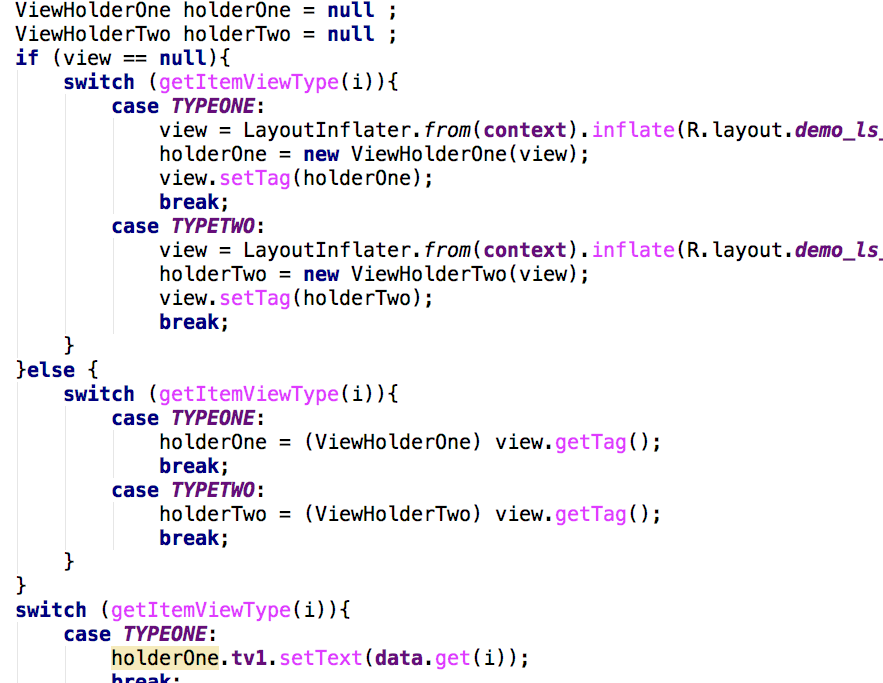 ViewHolderOne holderOne = null ;
ViewHolderTwo holderTwo = null ;
if (view == null){
switch (getItemViewType(i)){
case TYPEONE:
view = LayoutInflater.from(context).inflate(R.layout.demo_ls_
holderOne = new ViewHolderOne(view);
view.setTag(holderOne);
break;
case TYPETWO:
view = LayoutInflater.from(context).inflate(R.layout.demo_ls_
holderTwo = new ViewHolderTwo(view);
view.setTag(holderTwo);
break;
}
}else {
switch (getItemViewType(i)){
case TYPEONE:
holderOne = (ViewHolderOne) view.getTag();
break;
case TYPETWO:
holderTwo = (ViewHolderTwo) view.getTag();
break;
}
}
switch (getItemViewType(i)){
case TYPEONE:
holderOne.tv1.setText(data.get(i));
break;